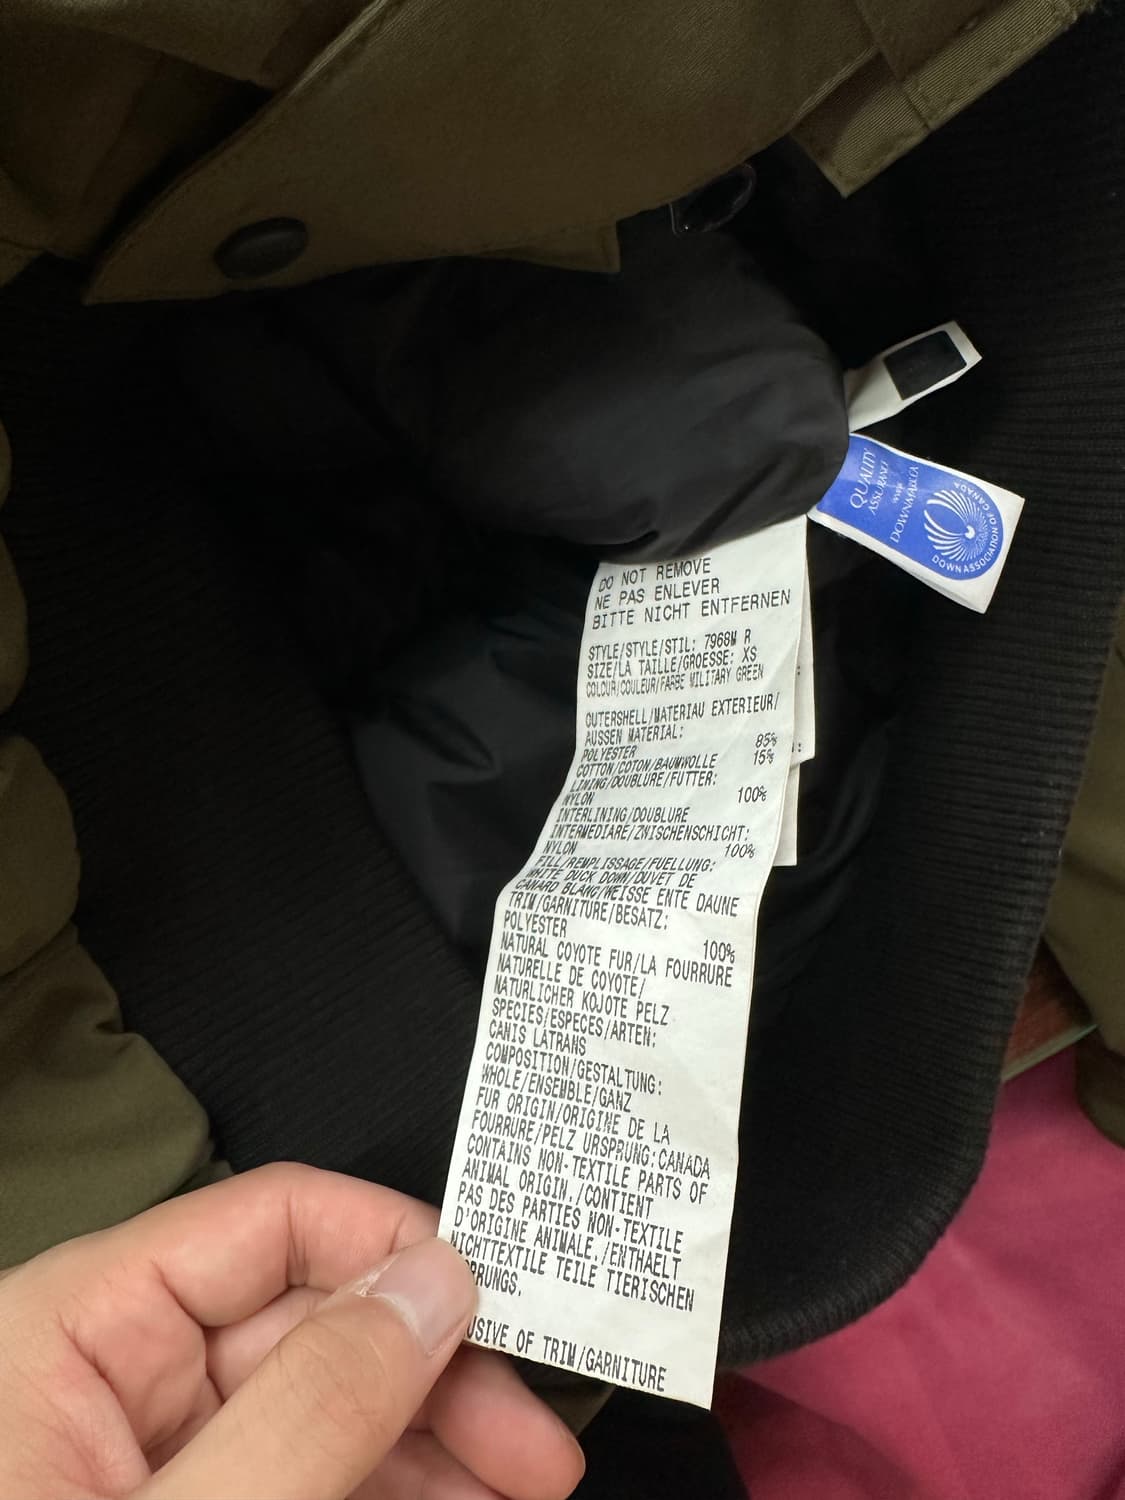 QUALITY
ASSURANCE
www
DOWNMARK.CA
DOWN ASSOCIATION OF CANADA
DO NOT REMOVE
NE PAS ENLEVER
BITTE NICHT ENTFERNEN
STYLE/STYLE/STIL: 7968M R
SIZE/LA TAILLE/GROESSE: XS
COLOUR/COULEUR/FARBE MILITARY GREEN
OUTERSHELL/MATERIAU EXTERIEUR/
AUSSEN MATERIAL:
POLYESTER 85%
COTTON/COTON/BAUMWOLLE 15%
LINING/DOUBLURE/FUTTER:
NYLON 100%
INTERLINING/DOUBLURE
INTERMEDIARE/ZWISCHENSCHICHT:
NYLON 100%
FILL/REMPLISSAGE/FUELLUNG:
WHITE DUCK DOWN/DUVET DE
CANARD BLANC/WEISSE ENTE DAUNE
TRIM/GARNITURE/BESATZ:
POLYESTER 100%
NATURAL COYOTE FUR/LA FOURRURE
NATURELLE DE COYOTE/
NATURLICHER KOJOTE PELZ
SPECIES/ESPECES/ARTEN:
CANIS LATRANS
COMPOSITION/GESTALTUNG:
WHOLE/ENSEMBLE/GANZ
FUR ORIGIN/ORIGINE DE LA
FOURRURE/PELZ URSPRUNG:CANADA
CONTAINS NON-TEXTILE PARTS OF
ANIMAL ORIGIN./CONTIENT
PAS DES PARTIES NON-TEXTILE
D'ORIGINE ANIMALE./ENTHAELT
NICHTTEXTILE TEILE TIERISCHEN
SPRUNGS.
USIVE OF TRIM/GARNITURE